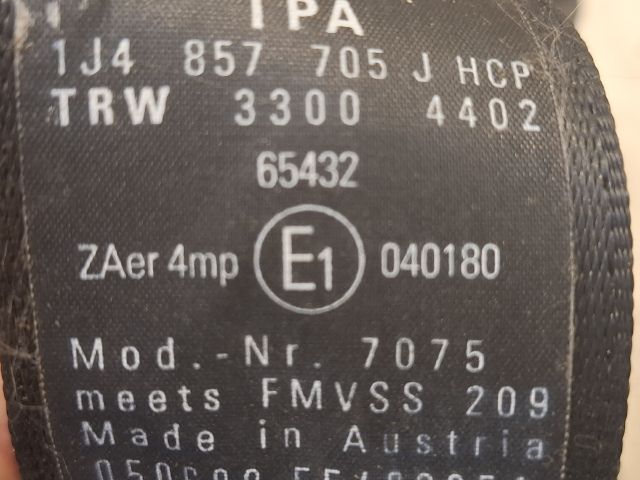 IPA
1J4 857 705 J HCP
TRW 3300 4402
65432
ZAer 4mp E1 040180
Mod.-Nr. 7075
meets FMVSS 209
Made in Austria